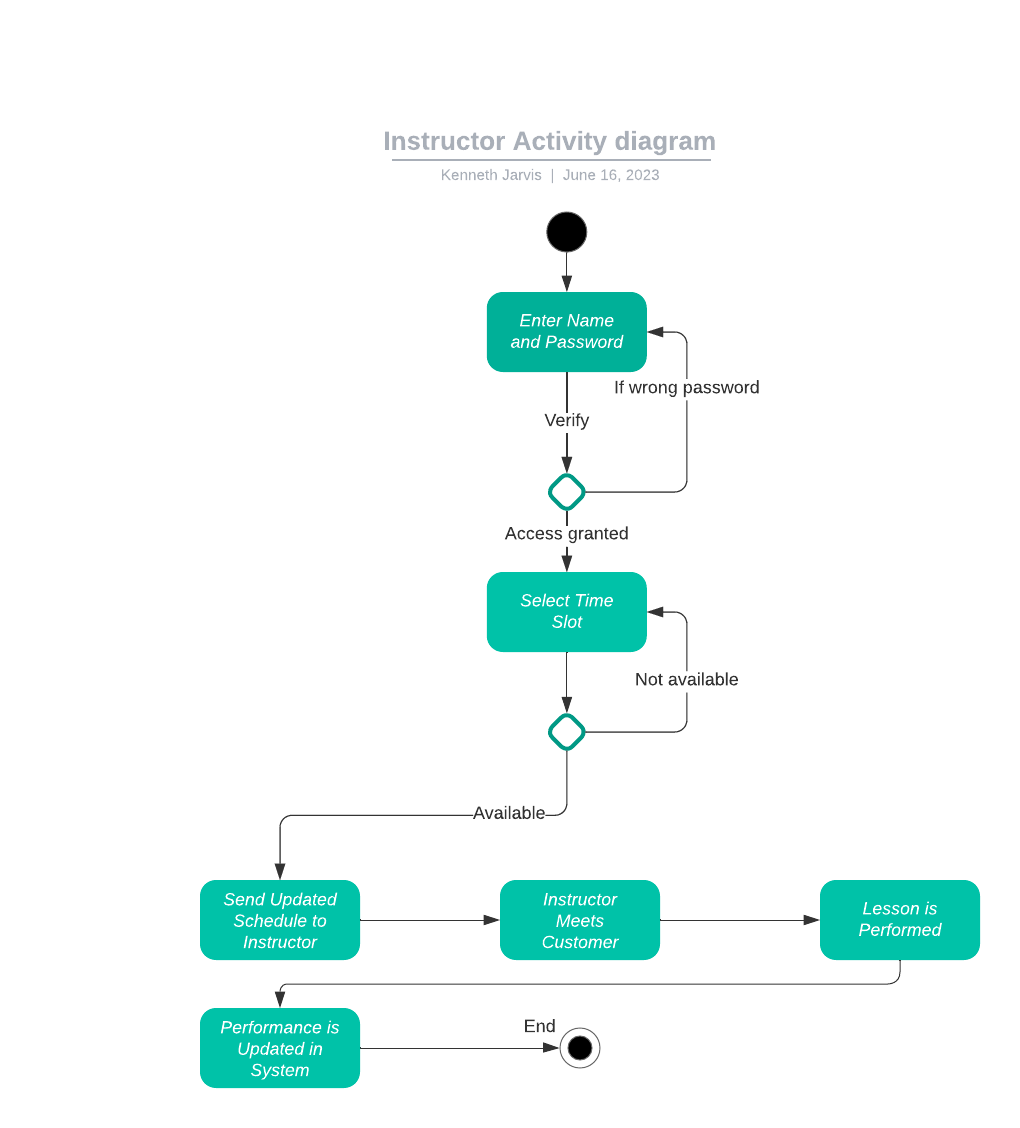 Instructor Activity diagram
Kenneth Jarvis | June 16, 2023
Enter Name
and Password
If wrong password
Verify
Access granted
Select Time
Slot
Not available
Available
Send Updated
Schedule to
Instructor
Instructor
Meets
Customer
Lesson is
Performed
Performance is
Updated in
System
End